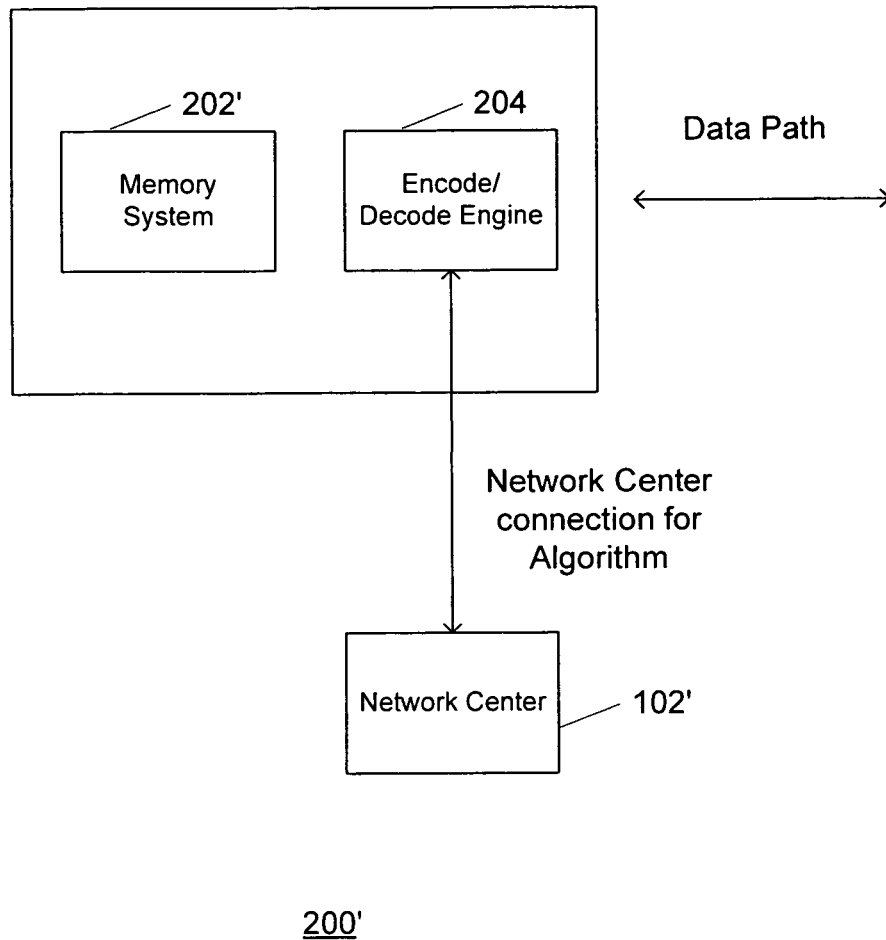 202'
204
Data Path
Memory
System
Encode/
Decode Engine
Network Center
connection for
Algorithm
Network Center
102'
200'